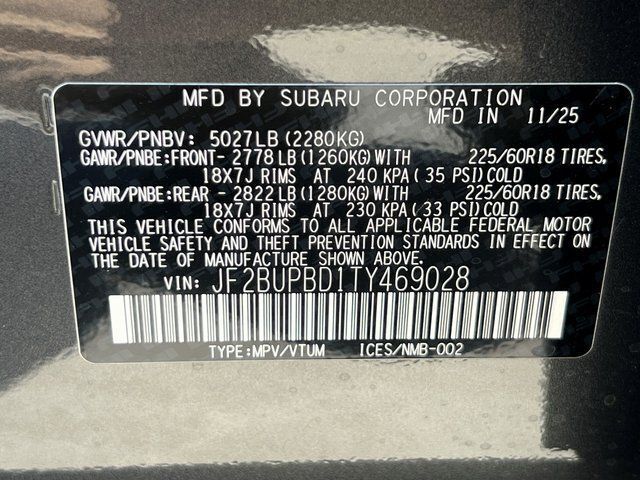 MFD BY SUBARU CORPORATION
MFD IN 11/25
GVWR/PNBV: 5027LB (2280KG)
GAWR/PNBE:FRONT- 2778 LB (1260KG) WITH 225/60R18 TIRES,
18X7J RIMS AT 240 KPA (35 PSI) COLD
GAWR/PNBE:REAR - 2822 LB (1280KG) WITH 225/60R18 TIRES,
18X7J RIMS AT 230 KPA (33 PSI) COLD
THIS VEHICLE CONFORMS TO ALL APPLICABLE FEDERAL MOTOR
VEHICLE SAFETY AND THEFT PREVENTION STANDARDS IN EFFECT ON
THE DATE OF MANUFACTURE SHOWN ABOVE.
VIN: JF2BUPBD1TY469028
TYPE:MPV/VTUM ICES/NMB-002